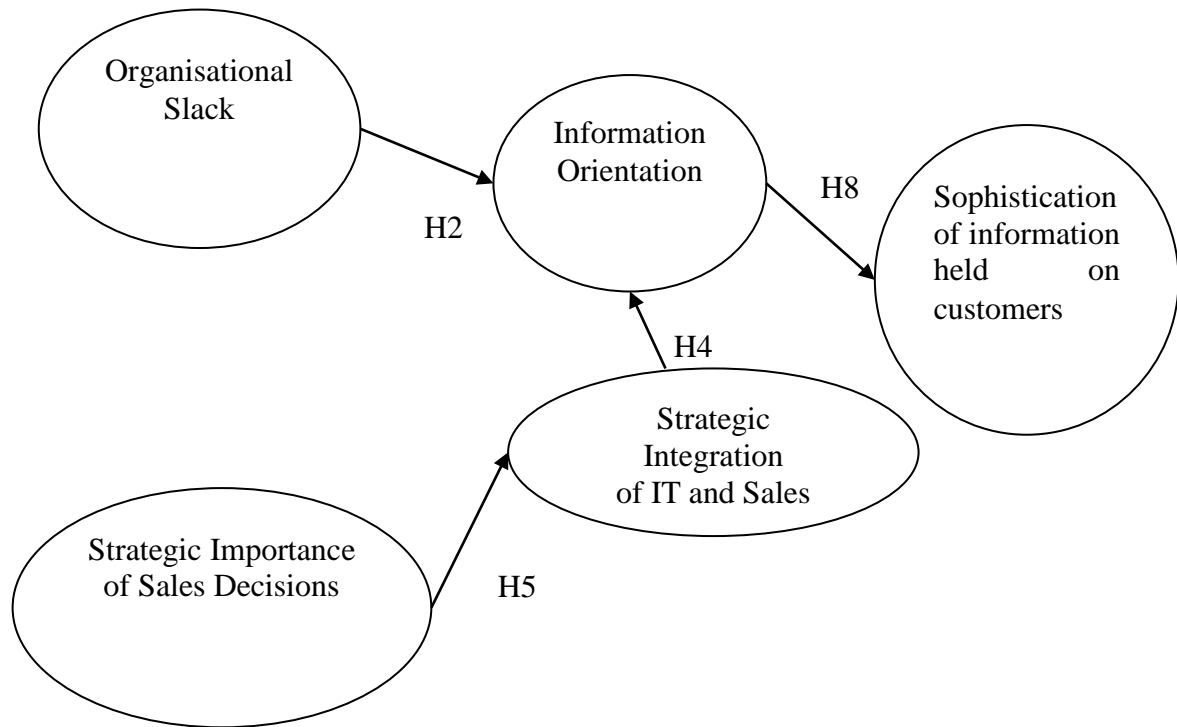 Organisational
Slack
Information
Orientation
H2
H8
Sophistication
of information
held on
customers
H4
Strategic
Integration
of IT and Sales
Strategic Importance
of Sales Decisions
H5